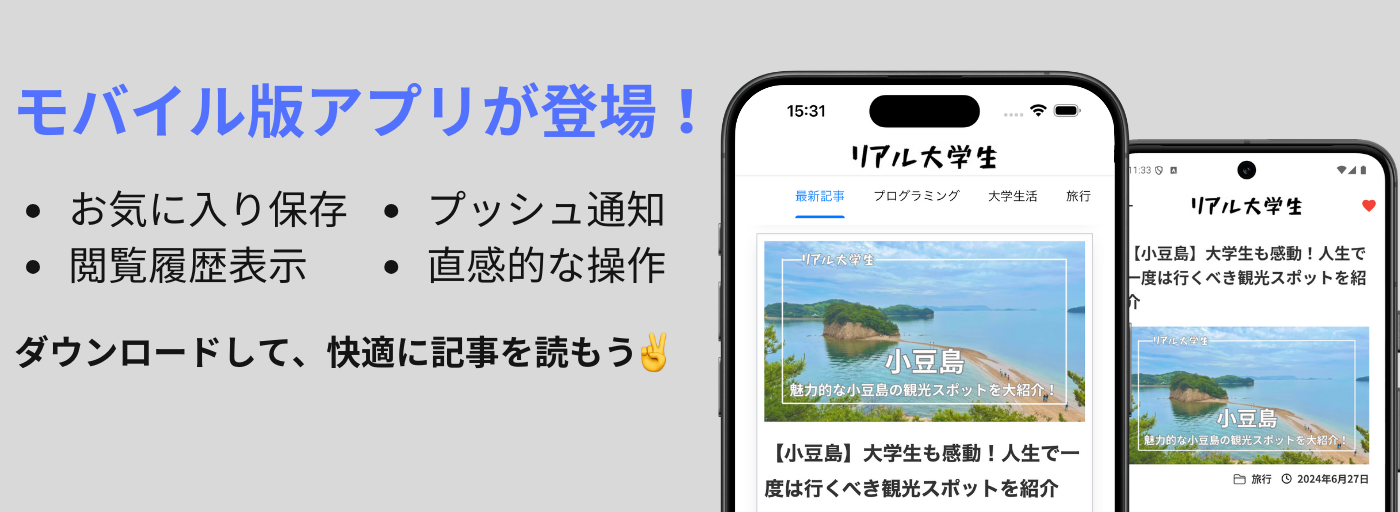 モバイル版アプリが登場！
お気に入り保存
プッシュ通知
閲覧履歴表示
直感的な操作
ダウンロードして、快適に記事を読もう✌
15:31
リアル大学生
最新記事 プログラミング 大学生活 旅行
リアル大学生
小豆島
魅力的な小豆島の観光スポットを大紹介！
【小豆島】大学生も感動！人生で一
度は行くべき観光スポットを紹介
11:33
リアル大学生
【小豆島】大学生も感動！人生で
一度は行くべき観光スポットを紹
介
リアル大学生
小豆島
魅力的な小豆島の観光スポットを大紹介！
旅行 2024年6月27日